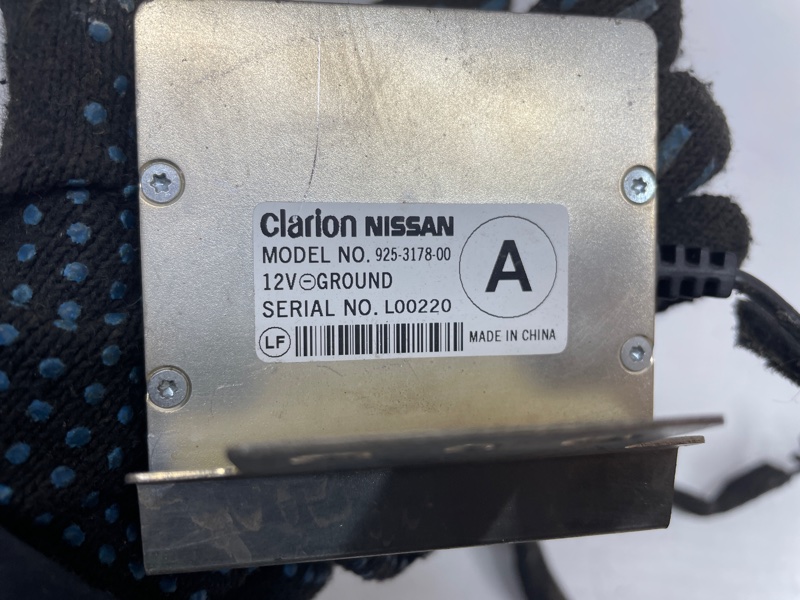 Clarion NISSAN
MODEL NO. 925-3178-00
12V⊖GROUND
SERIAL NO. L00220
A
LF
MADE IN CHINA